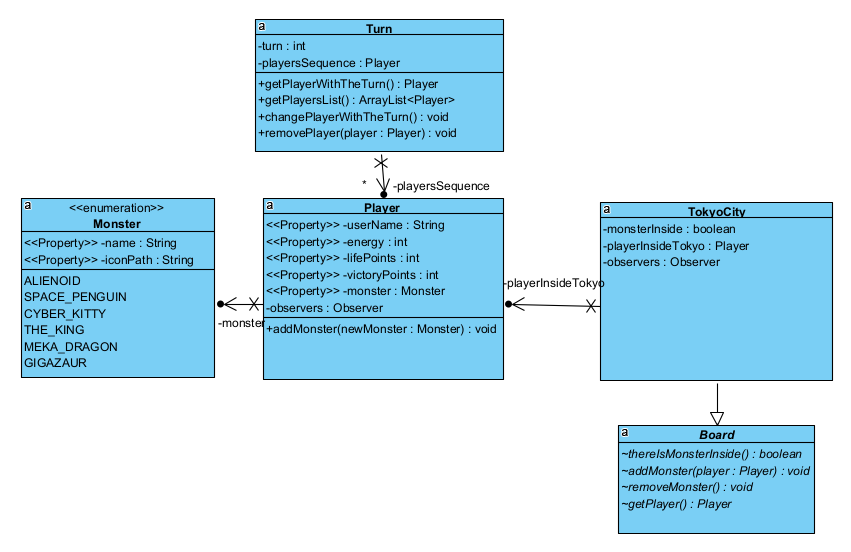 a
Turn
-turn : int
-playersSequence : Player
+getPlayerWithTheTurn() : Player
+getPlayersList() : ArrayList<Player>
+changePlayerWithTheTurn() : void
+removePlayer(player : Player) : void
*
-playersSequence
a
<<enumeration>>
Monster
<<Property>> -name : String
<<Property>> -iconPath : String
ALIENOID
SPACE_PENGUIN
CYBER_KITTY
THE_KING
MEKA_DRAGON
GIGAZAUR
-monster
a
Player
<<Property>> -userName : String
<<Property>> -energy : int
<<Property>> -lifePoints : int
<<Property>> -victoryPoints : int
<<Property>> -monster : Monster
-observers : Observer
+addMonster(newMonster : Monster) : void
-playerInsideTokyo
a
TokyoCity
-monsterInside : boolean
-playerInsideTokyo : Player
-observers : Observer
a
Board
~thereIsMonsterInside() : boolean
~addMonster(player : Player) : void
~removeMonster() : void
~getPlayer() : Player